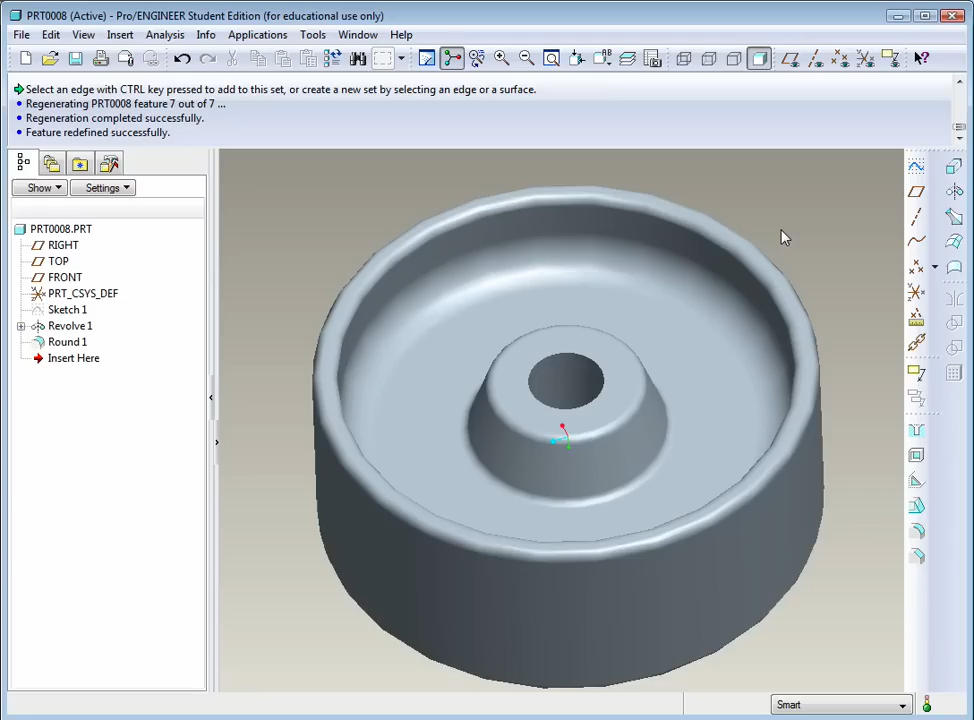 PRT0008 (Active) - Pro/ENGINEER Student Edition (for educational use only)
File Edit View Insert Analysis Info Applications Tools Window Help
Select an edge with CTRL key pressed to add to this set, or create a new set by selecting an edge or a surface.
Regenerating PRT0008 feature 7 out of 7 ...
Regeneration completed successfully.
Feature redefined successfully.
Show Settings
PRT0008.PRT
RIGHT
TOP
FRONT
PRT_CSYS_DEF
Sketch 1
Revolve 1
Round 1
Insert Here
Smart